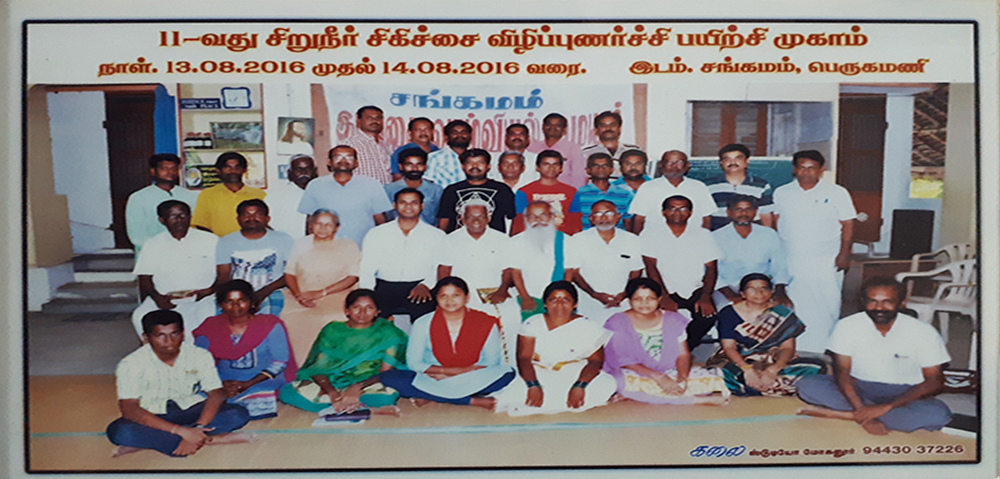 11-வது சிறுநீர் சிகிச்சை விழிப்புணர்ச்சி பயிற்சி முகாம்
நாள். 13.08.2016 முதல் 14.08.2016 வரை. இடம். சங்கமம், பெருகமணி
சங்கமம்
கலை ஸ்டுடியோ மோகனூர் 94430 37226